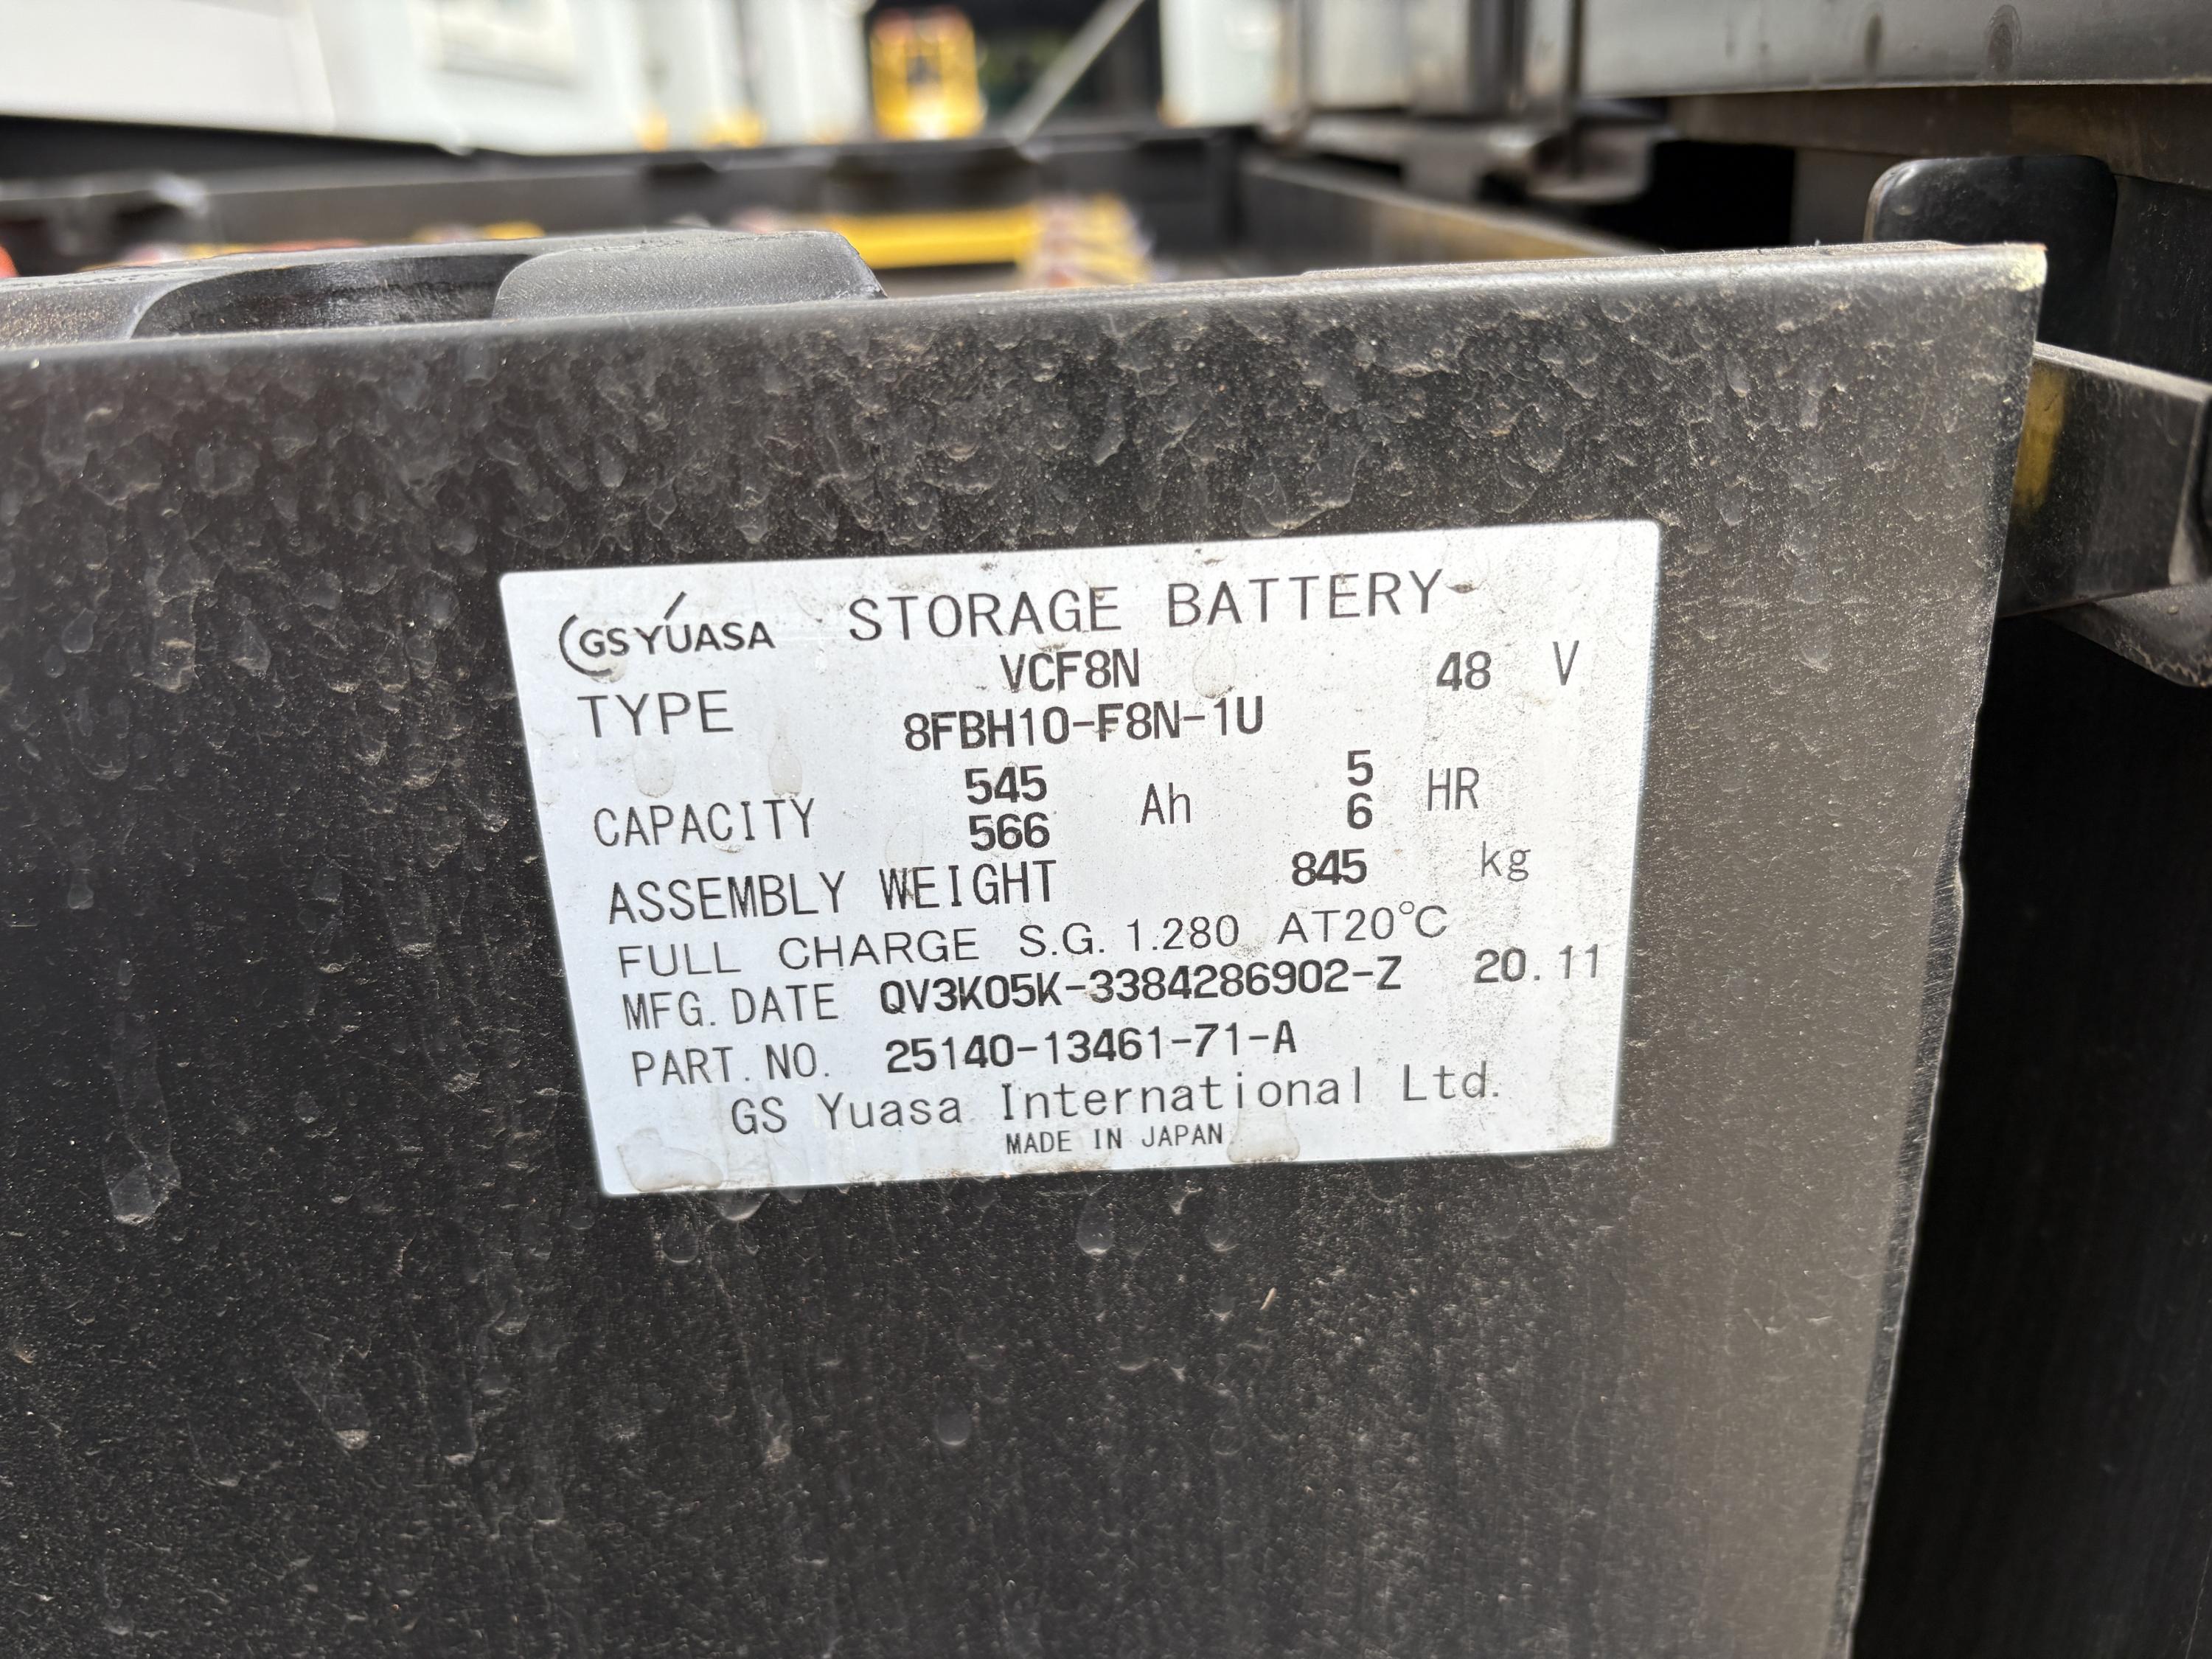 GS YUASA STORAGE BATTERY
VCF8N 48 V
TYPE
8FBH10-F8N-1U
545 5
CAPACITY Ah HR
566 6
ASSEMBLY WEIGHT 845 kg
FULL CHARGE S.G. 1.280 AT20°C
MFG. DATE QV3K05K-3384286902-Z 20.11
PART. NO. 25140-13461-71-A
GS Yuasa International Ltd.
MADE IN JAPAN